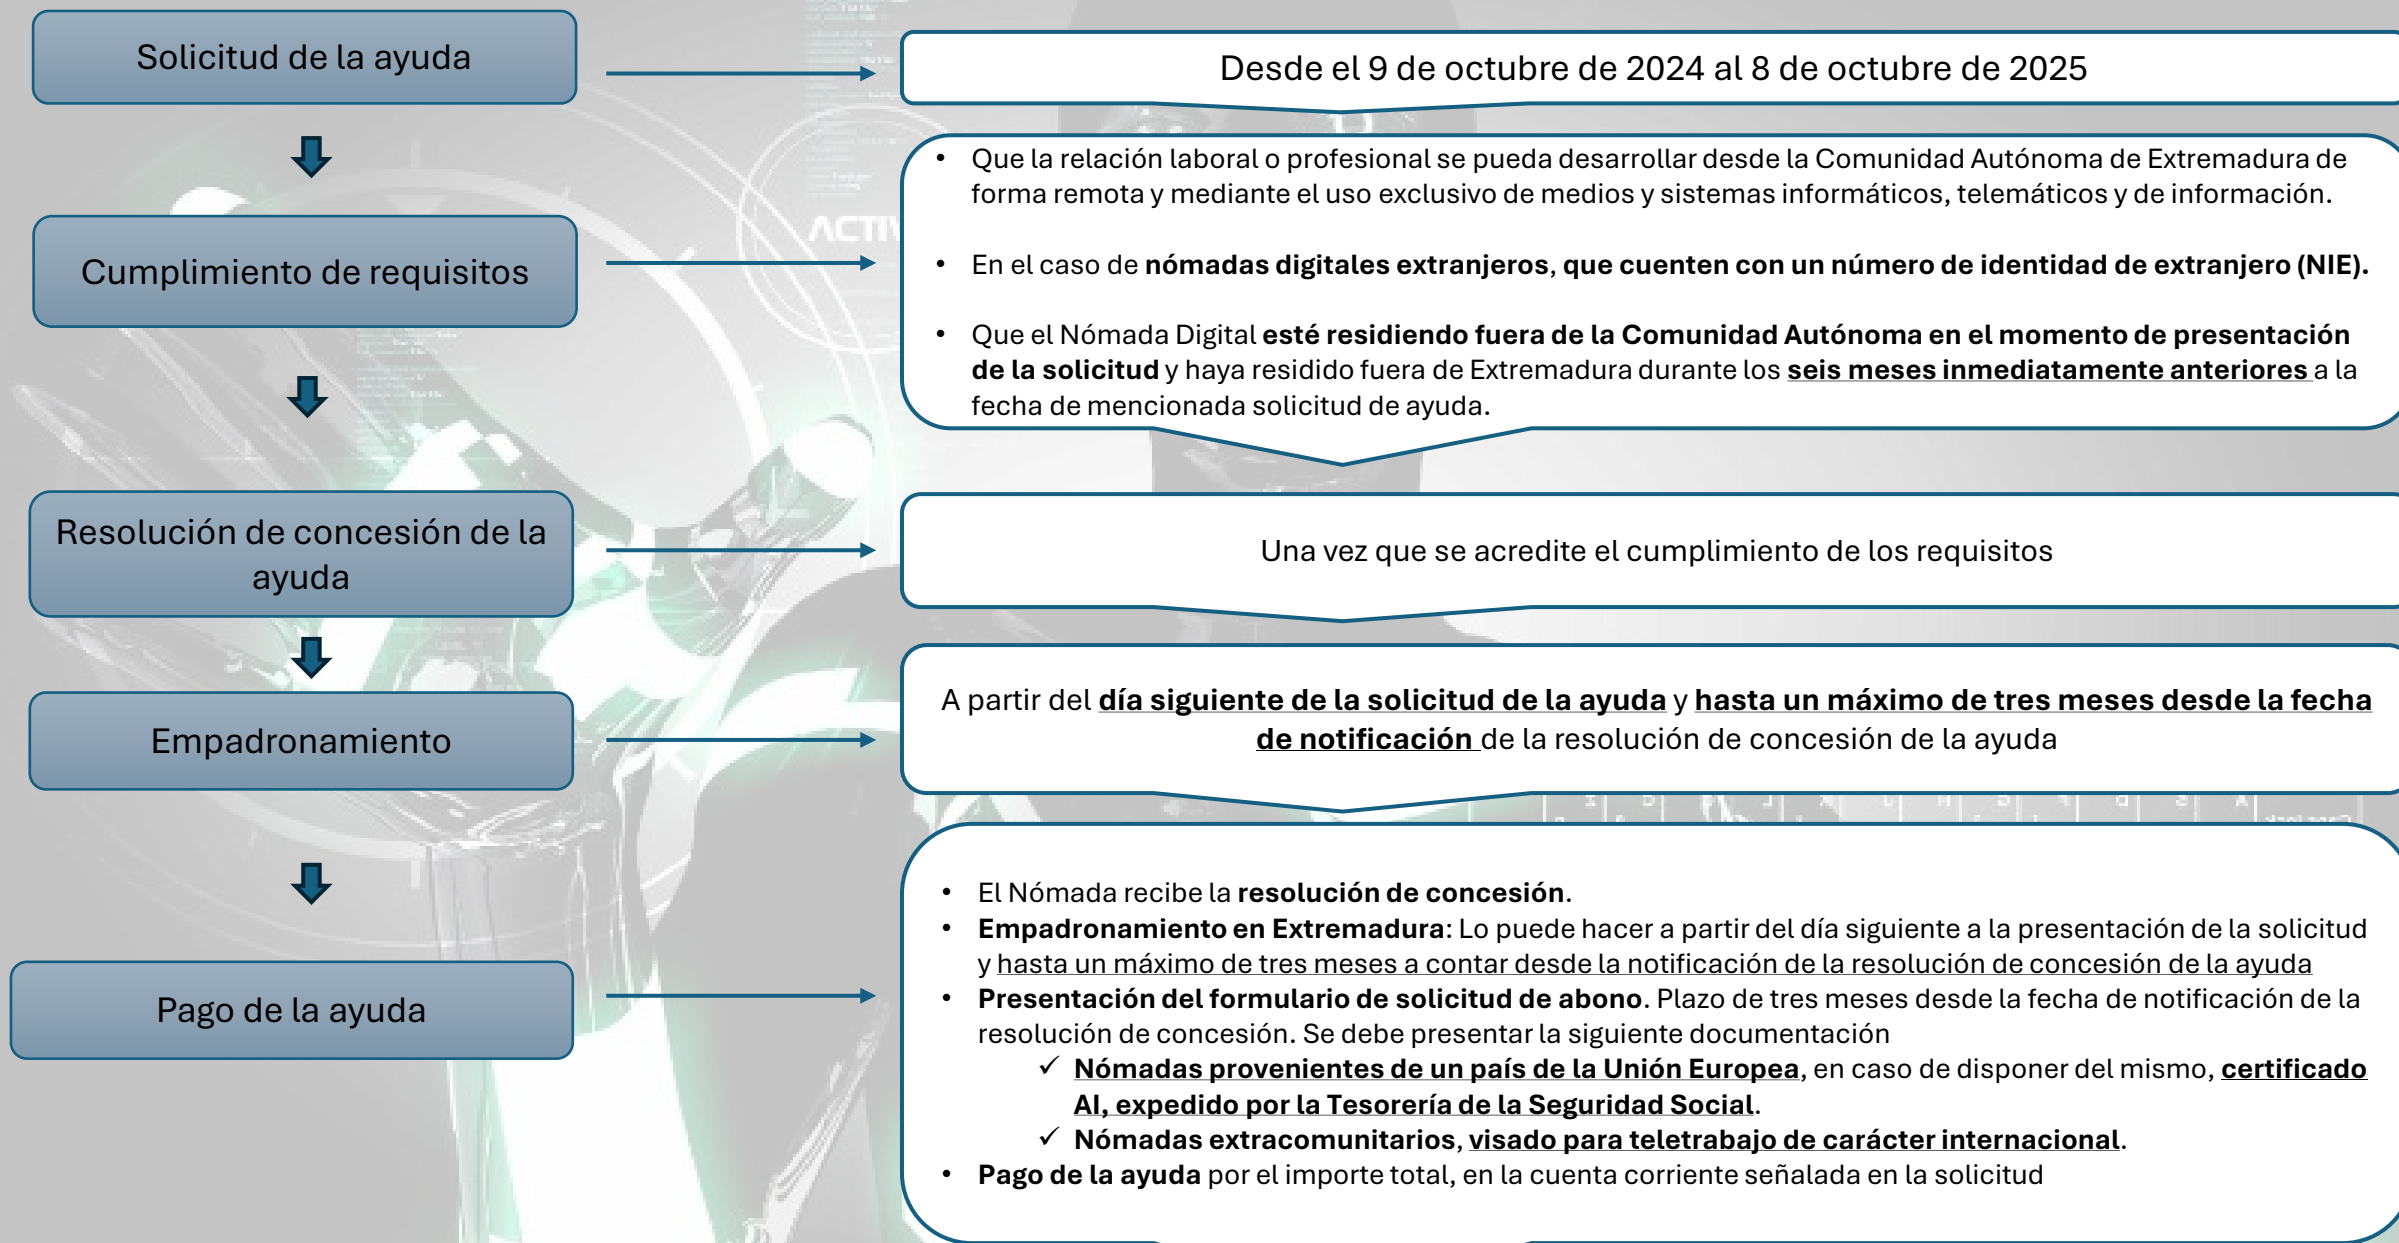 Solicitud de la ayuda
Desde el 9 de octubre de 2024 al 8 de octubre de 2025
Cumplimiento de requisitos
• Que la relación laboral o profesional se pueda desarrollar desde la Comunidad Autónoma de Extremadura de
forma remota y mediante el uso exclusivo de medios y sistemas informáticos, telemáticos y de información.
• En el caso de nómadas digitales extranjeros, que cuenten con un número de identidad de extranjero (NIE).
• Que el Nómada Digital esté residiendo fuera de la Comunidad Autónoma en el momento de presentación
de la solicitud y haya residido fuera de Extremadura durante los seis meses inmediatamente anteriores a la
fecha de mencionada solicitud de ayuda.
ACTIV
Resolución de concesión de la
ayuda
Una vez que se acredite el cumplimiento de los requisitos
Empadronamiento
A partir del día siguiente de la solicitud de la ayuda y hasta un máximo de tres meses desde la fecha
de notificación de la resolución de concesión de la ayuda
Pago de la ayuda
• El Nómada recibe la resolución de concesión.
• Empadronamiento en Extremadura: Lo puede hacer a partir del día siguiente a la presentación de la solicitud
y hasta un máximo de tres meses a contar desde la notificación de la resolución de concesión de la ayuda
• Presentación del formulario de solicitud de abono. Plazo de tres meses desde la fecha de notificación de la
resolución de concesión. Se debe presentar la siguiente documentación
✓ Nómadas provenientes de un país de la Unión Europea, en caso de disponer del mismo, certificado
AI, expedido por la Tesorería de la Seguridad Social.
✓ Nómadas extracomunitarios, visado para teletrabajo de carácter internacional.
• Pago de la ayuda por el importe total, en la cuenta corriente señalada en la solicitud